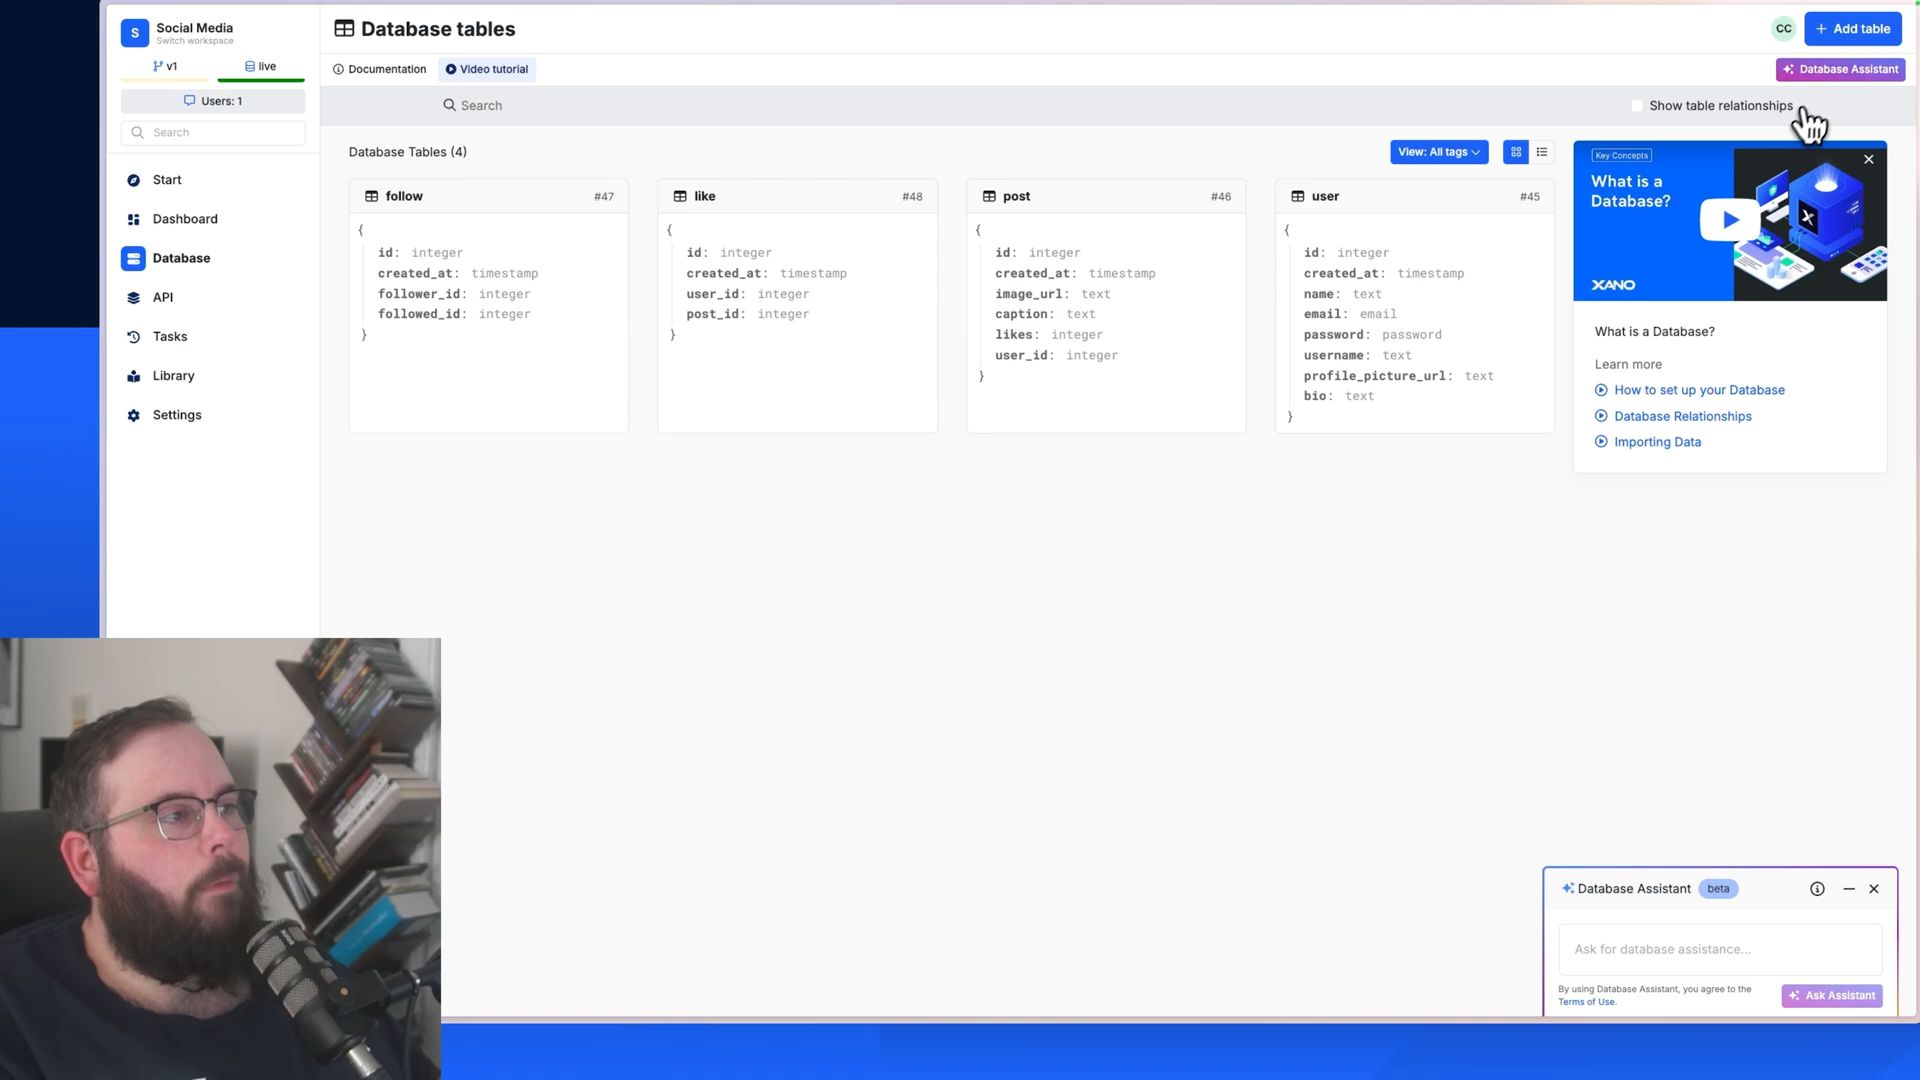 S
Social Media
Switch workspace
v1
live
Users: 1
Search
Start
Dashboard
Database
API
Tasks
Library
Settings
Database tables
CC
+ Add table
Documentation
Video tutorial
Database Assistant
Search
Show table relationships
Database Tables (4)
View: All tags
follow #47
{
id: integer
created_at: timestamp
follower_id: integer
followed_id: integer
}
like #48
{
id: integer
created_at: timestamp
user_id: integer
post_id: integer
}
post #46
{
id: integer
created_at: timestamp
image_url: text
caption: text
likes: integer
user_id: integer
}
user #45
{
id: integer
created_at: timestamp
name: text
email: email
password: password
username: text
profile_picture_url: text
bio: text
}
Key Concepts
What is a
Database?
X
XANO
What is a Database?
Learn more
How to set up your Database
Database Relationships
Importing Data
Database Assistant beta
Ask for database assistance...
By using Database Assistant, you agree to the
Terms of Use.
Ask Assistant